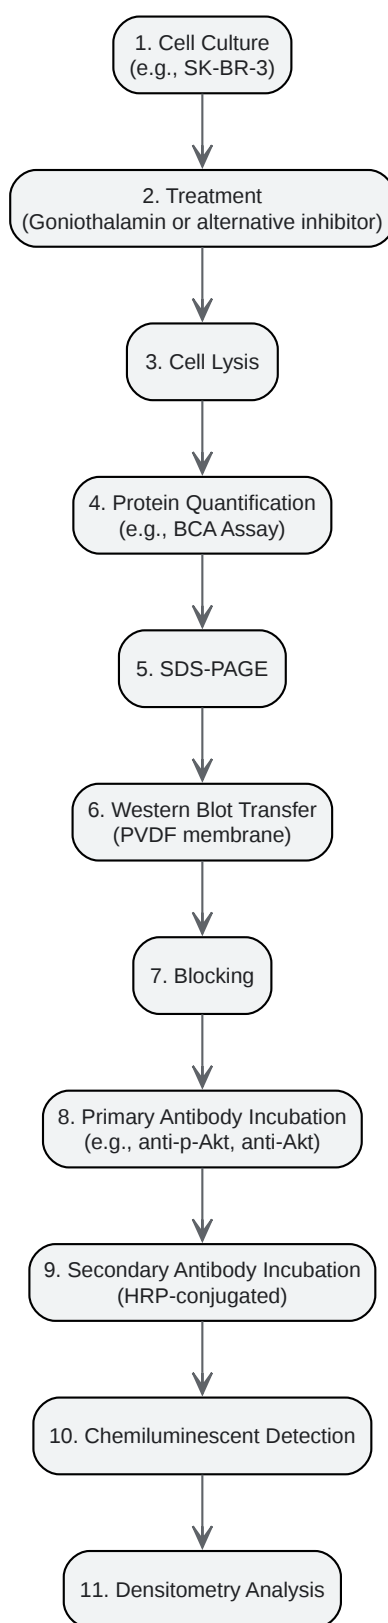 1. Cell Culture
(e.g., SK-BR-3)
2. Treatment
(Goniothalamin or alternative inhibitor)
3. Cell Lysis
4. Protein Quantification
(e.g., BCA Assay)
5. SDS-PAGE
6. Western Blot Transfer
(PVDF membrane)
7. Blocking
8. Primary Antibody Incubation
(e.g., anti-p-Akt, anti-Akt)
9. Secondary Antibody Incubation
(HRP-conjugated)
10. Chemiluminescent Detection
11. Densitometry Analysis